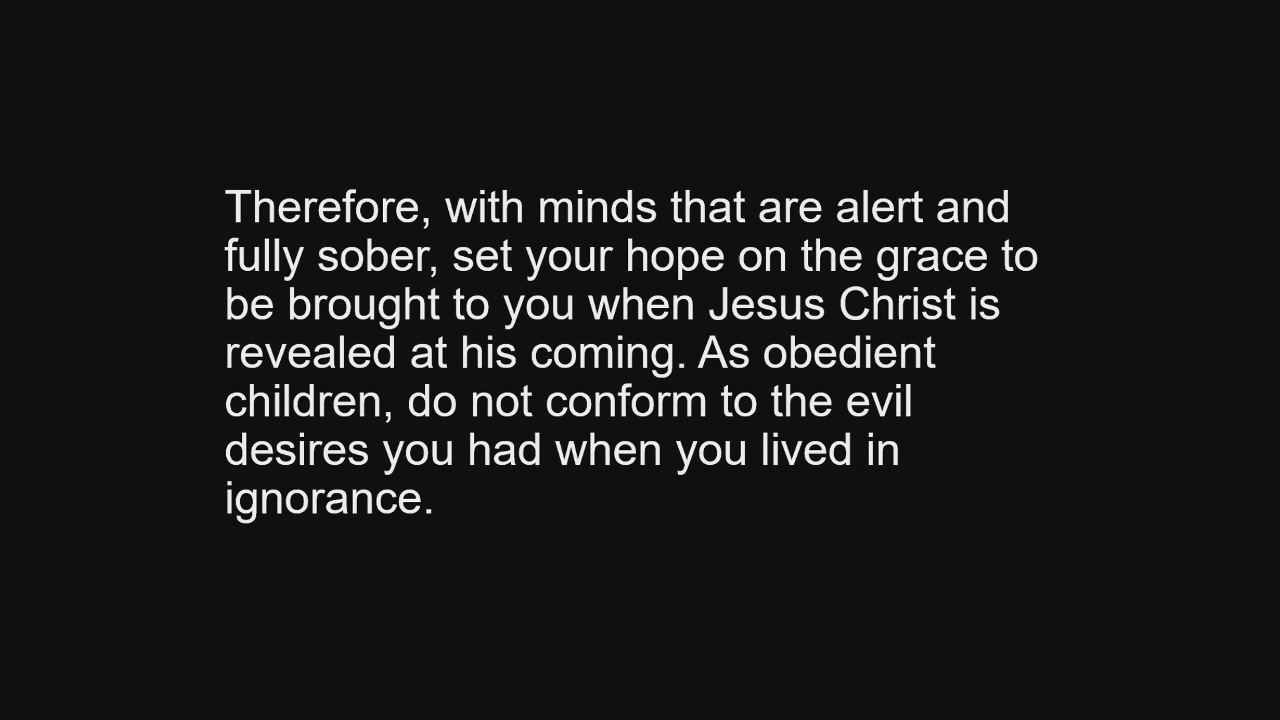 Therefore, with minds that are alert and
fully sober, set your hope on the grace to
be brought to you when Jesus Christ is
revealed at his coming. As obedient
children, do not conform to the evil
desires you had when you lived in
ignorance.